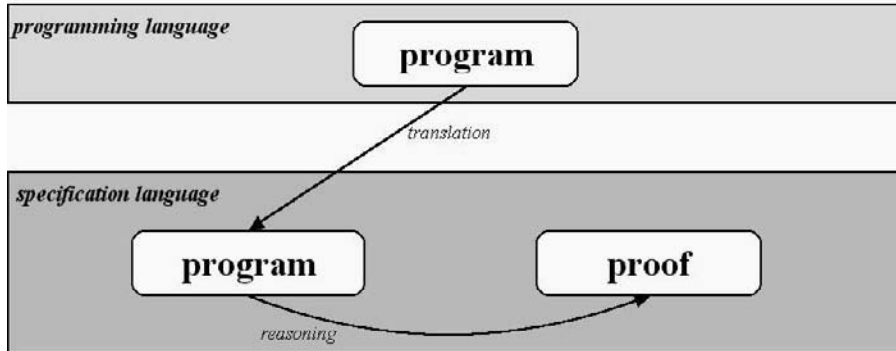 programming language
program
translation
specification language
program
proof
reasoning